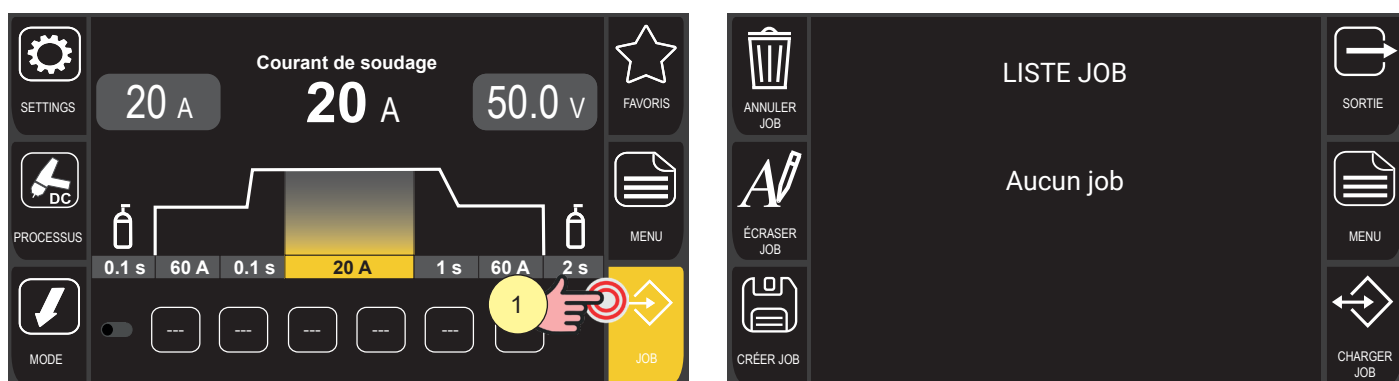 SETTINGS
Courant de soudage
20 A
20 A
50.0 V
FAVORIS
DC
PROCESSUS
MENU
0.1 s 60 A 0.1 s 20 A 1 s 60 A 2 s
1
--- --- --- --- ---
MODE
JOB
ANNULER
JOB
LISTE JOB
SORTIE
A
ÉCRASER
JOB
Aucun job
MENU
CRÉER JOB
CHARGER
JOB